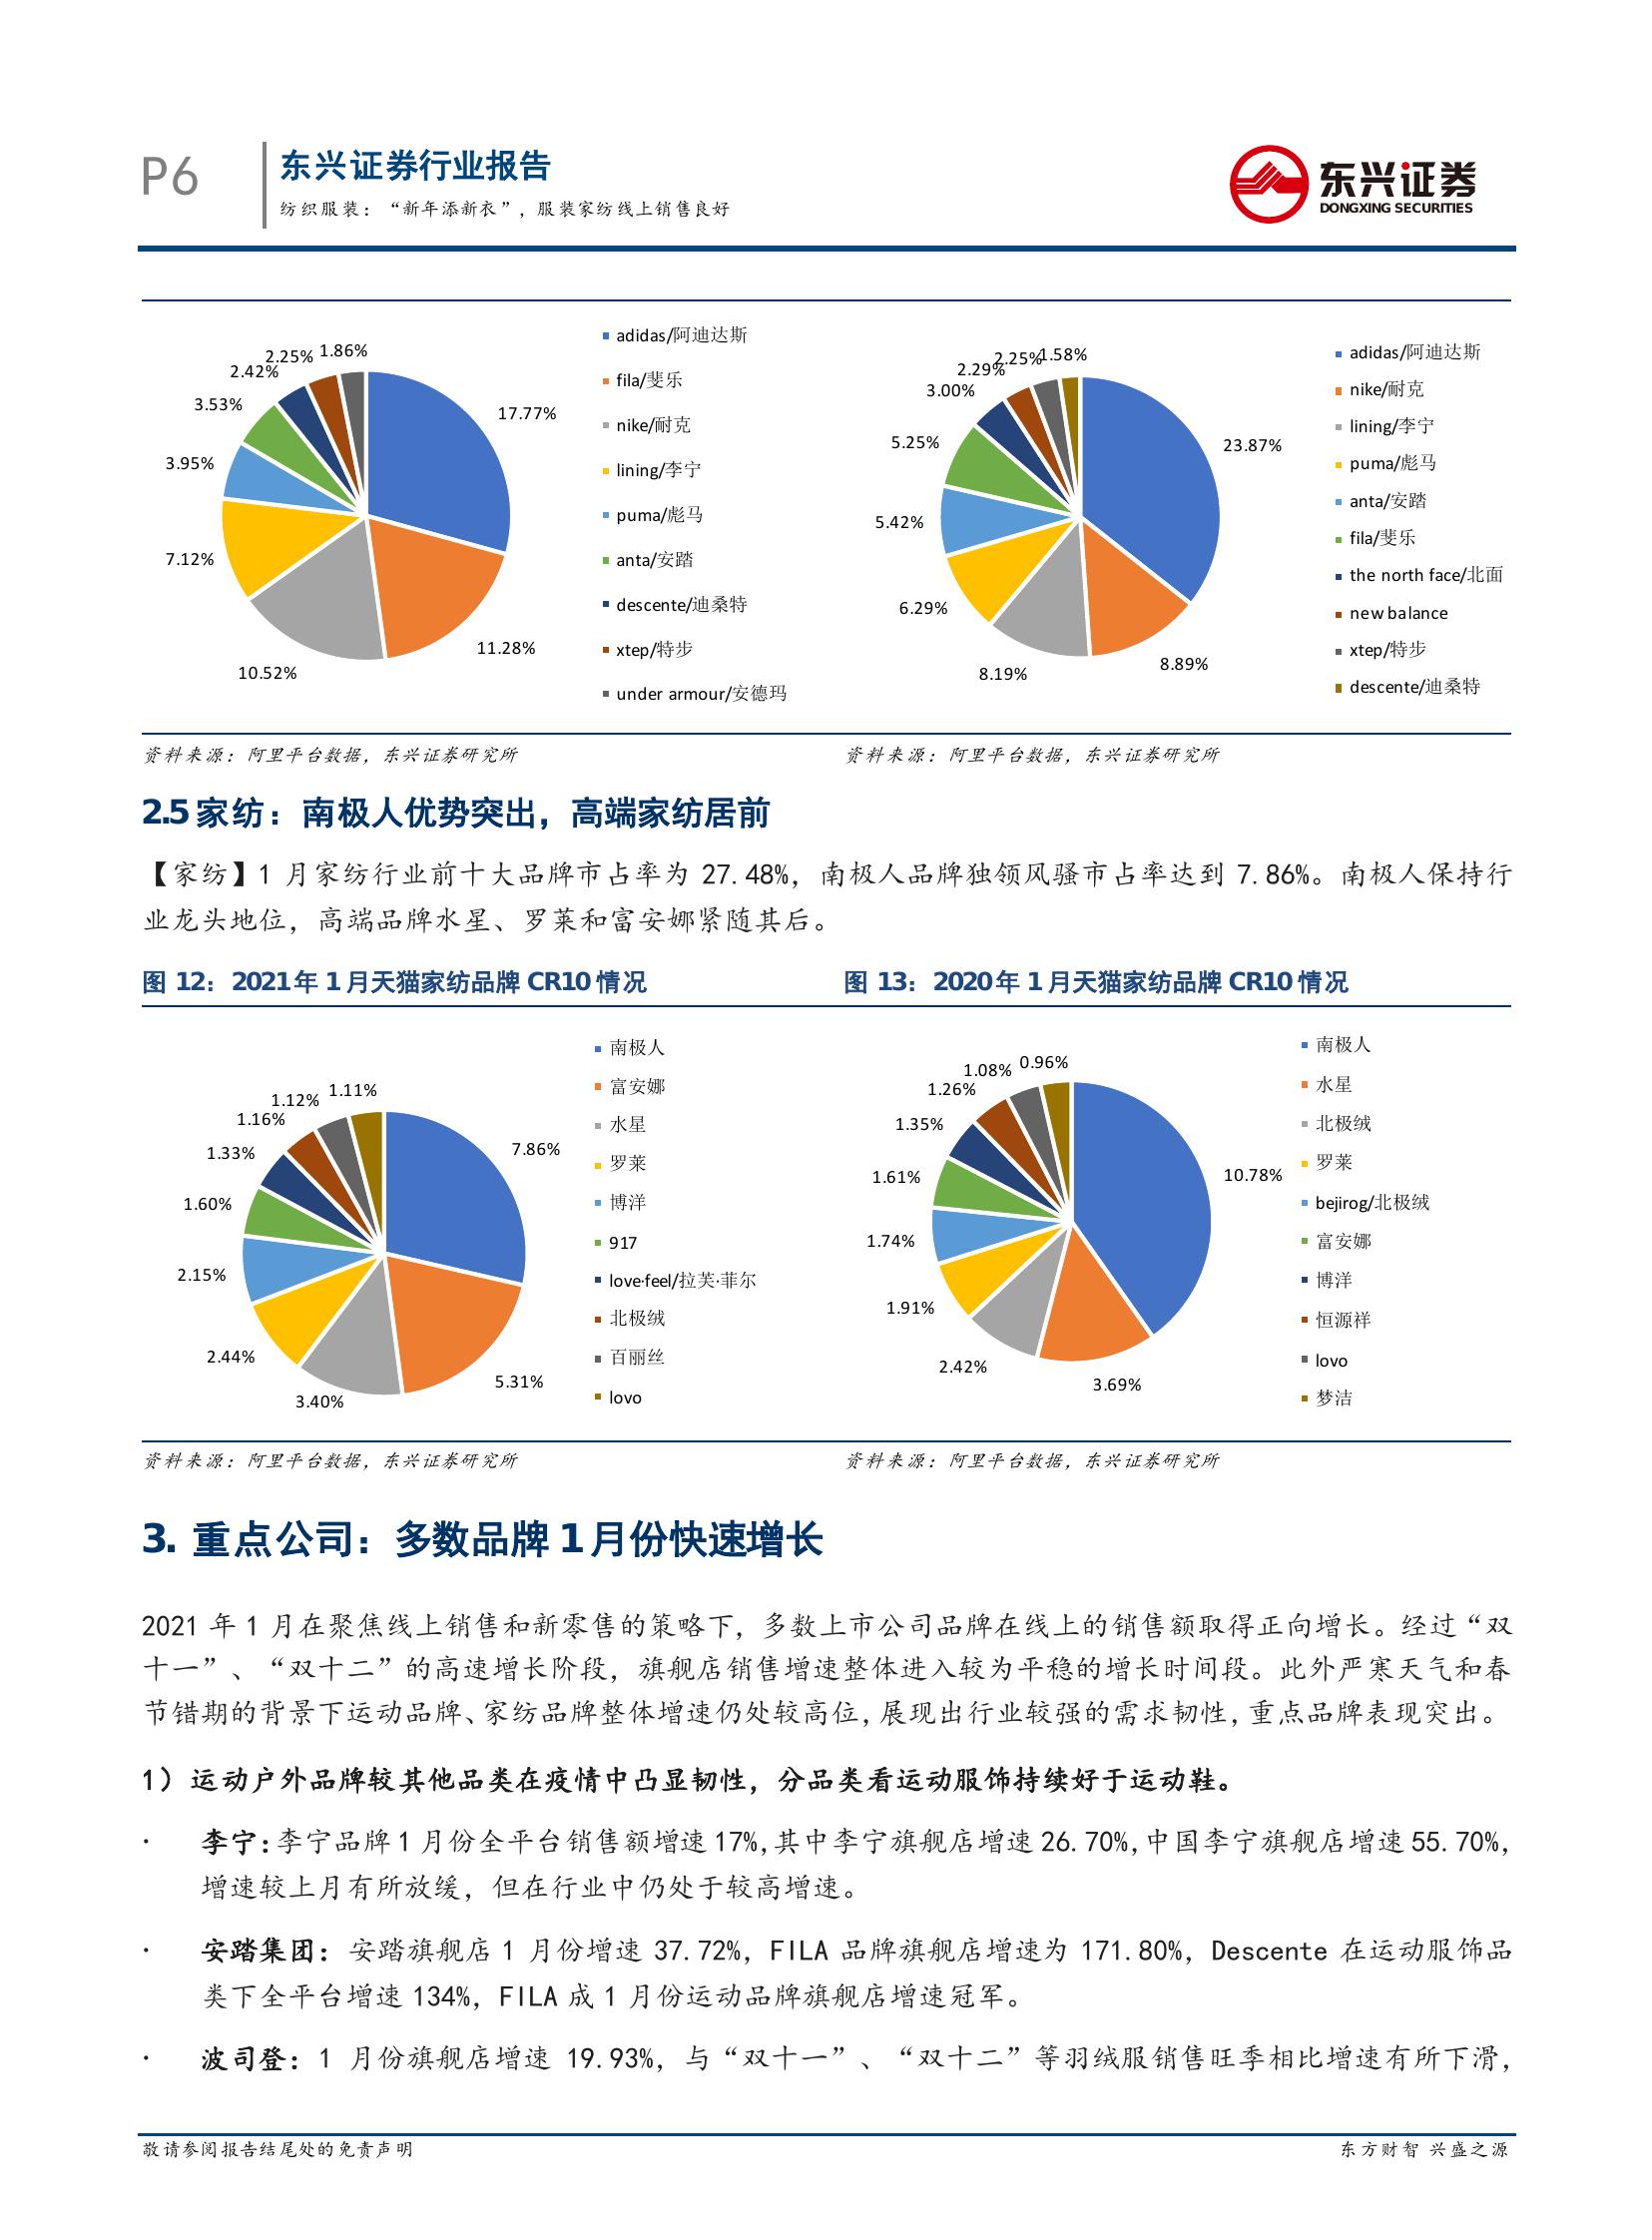 P6
东兴证券行业报告
纺织服装：“新年添新衣”，服装家纺线上销售良好
东兴证券
DONGXING SECURITIES
17.77%
11.28%
10.52%
7.12%
3.95%
3.53%
2.42%
2.25%
1.86%
adidas/阿迪达斯
fila/斐乐
nike/耐克
lining/李宁
puma/彪马
anta/安踏
descente/迪桑特
xtep/特步
under armour/安德玛
23.87%
8.89%
8.19%
6.29%
5.42%
5.25%
3.00%
2.29%
2.25%
1.58%
adidas/阿迪达斯
nike/耐克
lining/李宁
puma/彪马
anta/安踏
fila/斐乐
the north face/北面
new balance
xtep/特步
descente/迪桑特
资料来源：阿里平台数据，东兴证券研究所
资料来源：阿里平台数据，东兴证券研究所
2.5 家纺：南极人优势突出，高端家纺居前
【家纺】1 月家纺行业前十大品牌市占率为 27.48%，南极人品牌独领风骚市占率达到 7.86%。南极人保持行
业龙头地位，高端品牌水星、罗莱和富安娜紧随其后。
图 12：2021 年 1 月天猫家纺品牌 CR10 情况
图 13：2020 年 1 月天猫家纺品牌 CR10 情况
7.86%
5.31%
3.40%
2.44%
2.15%
1.60%
1.33%
1.16%
1.12%
1.11%
南极人
富安娜
水星
罗莱
博洋
917
love·feel/拉芙·菲尔
北极绒
百丽丝
lovo
10.78%
3.69%
2.42%
1.91%
1.74%
1.61%
1.35%
1.26%
1.08%
0.96%
南极人
水星
北极绒
罗莱
bejirog/北极绒
富安娜
博洋
恒源祥
lovo
梦洁
资料来源：阿里平台数据，东兴证券研究所
资料来源：阿里平台数据，东兴证券研究所
3. 重点公司：多数品牌 1 月份快速增长
2021 年 1 月在聚焦线上销售和新零售的策略下，多数上市公司品牌在线上的销售额取得正向增长。经过“双
十一”、“双十二”的高速增长阶段，旗舰店销售增速整体进入较为平稳的增长时间段。此外严寒天气和春
节错期的背景下运动品牌、家纺品牌整体增速仍处较高位，展现出行业较强的需求韧性，重点品牌表现突出。
1）运动户外品牌较其他品类在疫情中凸显韧性，分品类看运动服饰持续好于运动鞋。
· 李宁：李宁品牌 1 月份全平台销售额增速 17%，其中李宁旗舰店增速 26.70%，中国李宁旗舰店增速 55.70%，
增速较上月有所放缓，但在行业中仍处于较高增速。
· 安踏集团：安踏旗舰店 1 月份增速 37.72%，FILA 品牌旗舰店增速为 171.80%，Descente 在运动服饰品
类下全平台增速 134%，FILA 成 1 月份运动品牌旗舰店增速冠军。
· 波司登：1 月份旗舰店增速 19.93%，与“双十一”、“双十二”等羽绒服销售旺季相比增速有所下滑，
敬请参阅报告结尾处的免责声明
东方财智 兴盛之源